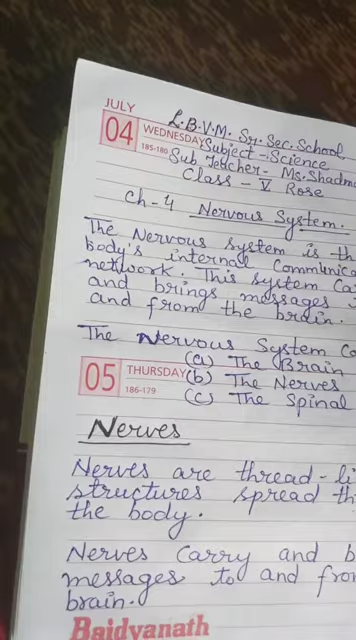 JULY
04
WEDNESDAY
185-180
L.B.V.M. Sr. Sec. School
Subject - Science
Sub Teacher - Ms. Shadma
Class - V Rose
Ch-4 Nervous System.
The Nervous System is th
body's internal Communica
network. This system Ca
and brings messages
and from the brain.
The Nervous System Co
(a) The Brain
05
THURSDAY
186-179
(b) The Nerves
(c) The Spinal
Nerves
Nerves are thread-li
structures spread th
the body.
Nerves Carry and b
messages to and fro
brain.
Baidyanath